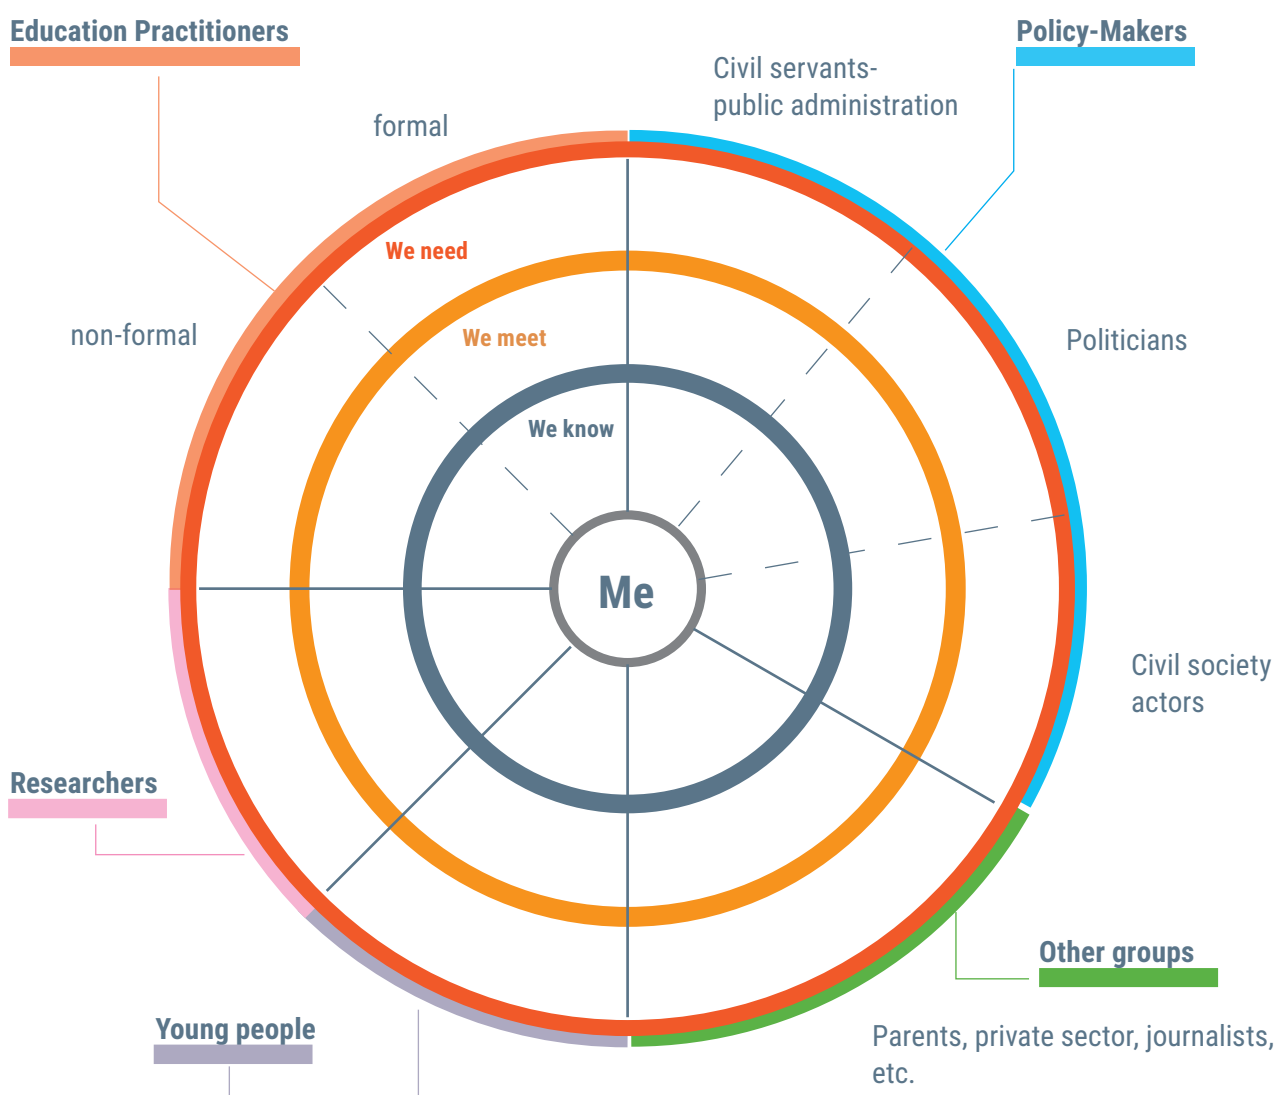 Education Practitioners
Policy-Makers
Civil servants-
public administration
formal
We need
non-formal
We meet
Politicians
We know
Me
Civil society
actors
Researchers
Other groups
Young people
Parents, private sector, journalists,
etc.